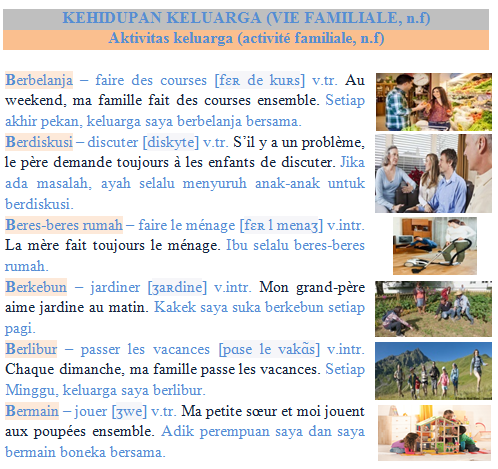 KEHIDUPAN KELUARGA (VIE FAMILIALE, n.f)
Aktivitas keluarga (activité familiale, n.f)
Berbelanja – faire des courses [fɛʀ de kuʀs] v.tr. Au
weekend, ma famille fait des courses ensemble. Setiap
akhir pekan, keluarga saya berbelanja bersama.
Berdiskusi – discuter [diskyte] v.tr. S'il y a un problème,
le père demande toujours à les enfants de discuter. Jika
ada masalah, ayah selalu menyuruh anak-anak untuk
berdiskusi.
Beres-beres rumah – faire le ménage [fɛʀ l menaʒ] v.intr.
La mère fait toujours le ménage. Ibu selalu beres-beres
rumah.
Berkebun – jardiner [ʒaʀdine] v.intr. Mon grand-père
aime jardine au matin. Kakek saya suka berkebun setiap
pagi.
Berlibur – passer les vacances [pɑse le vakɑ̃s] v.intr.
Chaque dimanche, ma famille passe les vacances. Setiap
Minggu, keluarga saya berlibur.
Bermain – jouer [ʒwe] v.tr. Ma petite sœur et moi jouent
aux poupées ensemble. Adik perempuan saya dan saya
bermain boneka bersama.